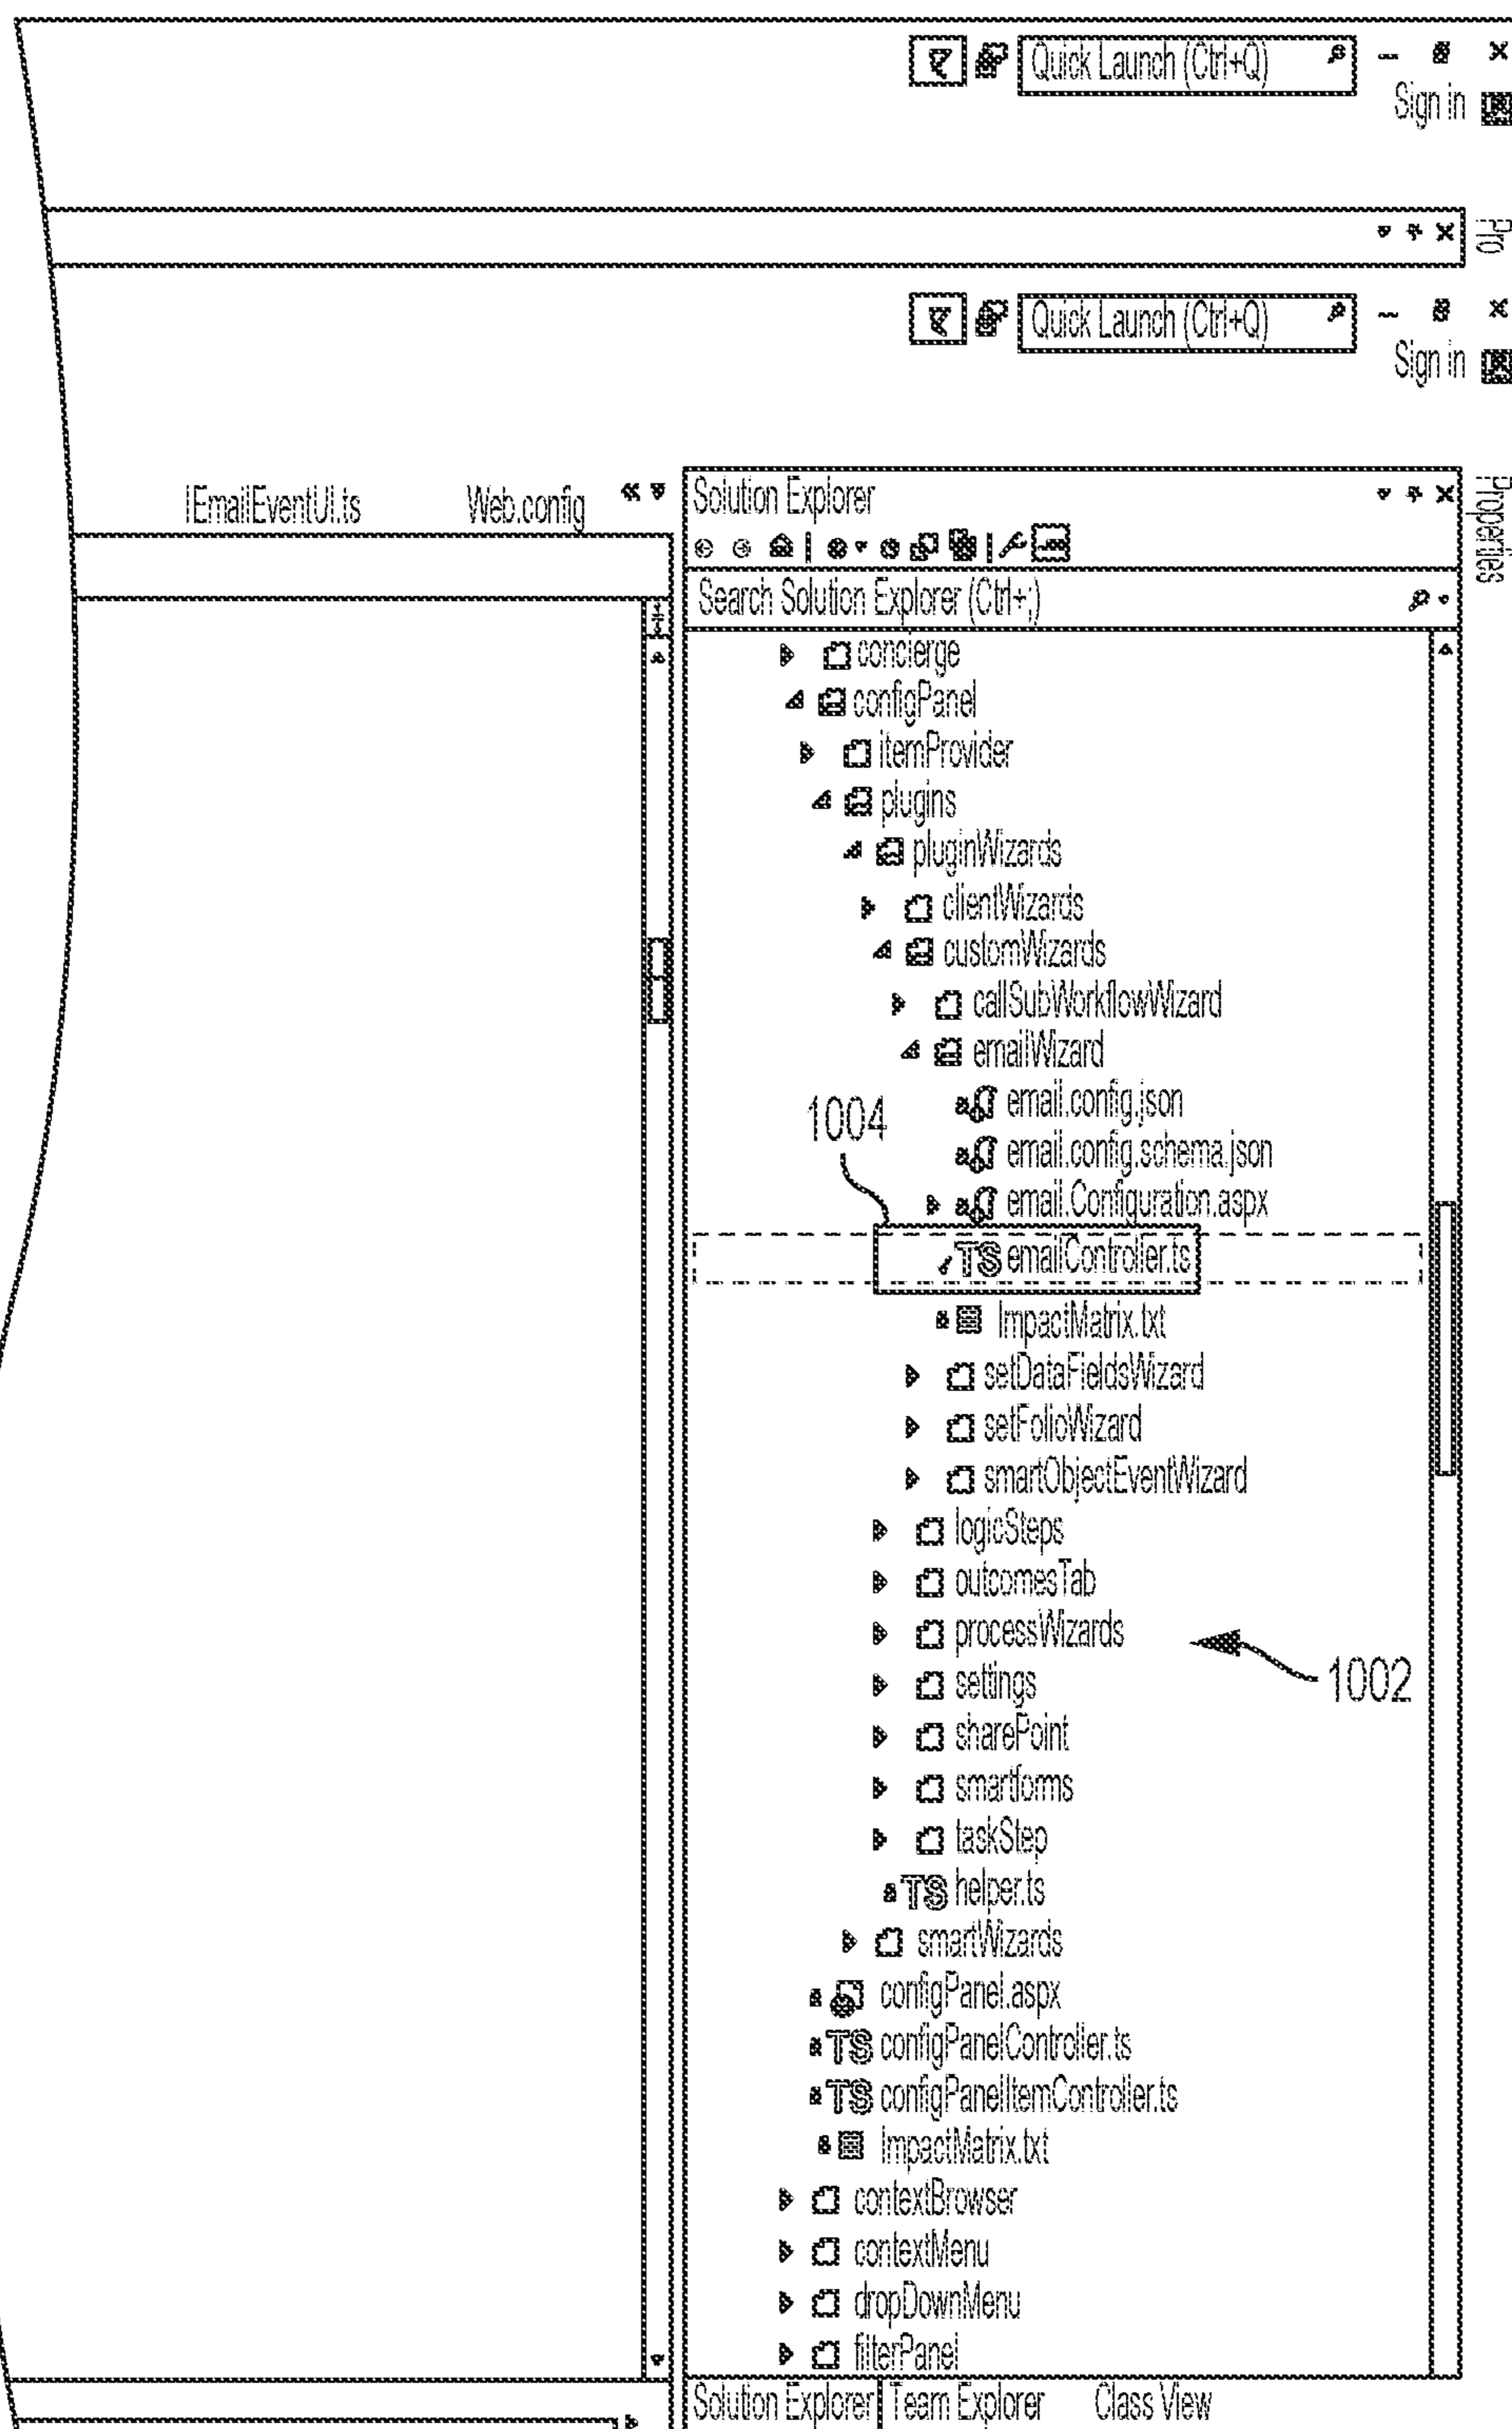 Quick Launch (Ctrl+Q)
Sign in
Pro
Quick Launch (Ctrl+Q)
Sign in
IEmailEventUI.ts Web.config
Solution Explorer
Properties
Search Solution Explorer (Ctrl+;)
concierge
configPanel
itemProvider
plugins
pluginWizards
clientWizards
customWizards
callSubWorkflowWizard
emailWizard
email.config.json
1004
email.config.schema.json
email.Configuration.aspx
TS emailController.ts
ImpactMatrix.txt
setDataFieldsWizard
setFolioWizard
smartObjectEventWizard
logicSteps
outcomesTab
processWizards
1002
settings
sharePoint
smartforms
taskStep
TS helper.ts
smartWizards
configPanel.aspx
TS configPanelController.ts
TS configPanelItemController.ts
ImpactMatrix.txt
contextBrowser
contextMenu
dropDownMenu
filterPanel
Solution Explorer Team Explorer Class View